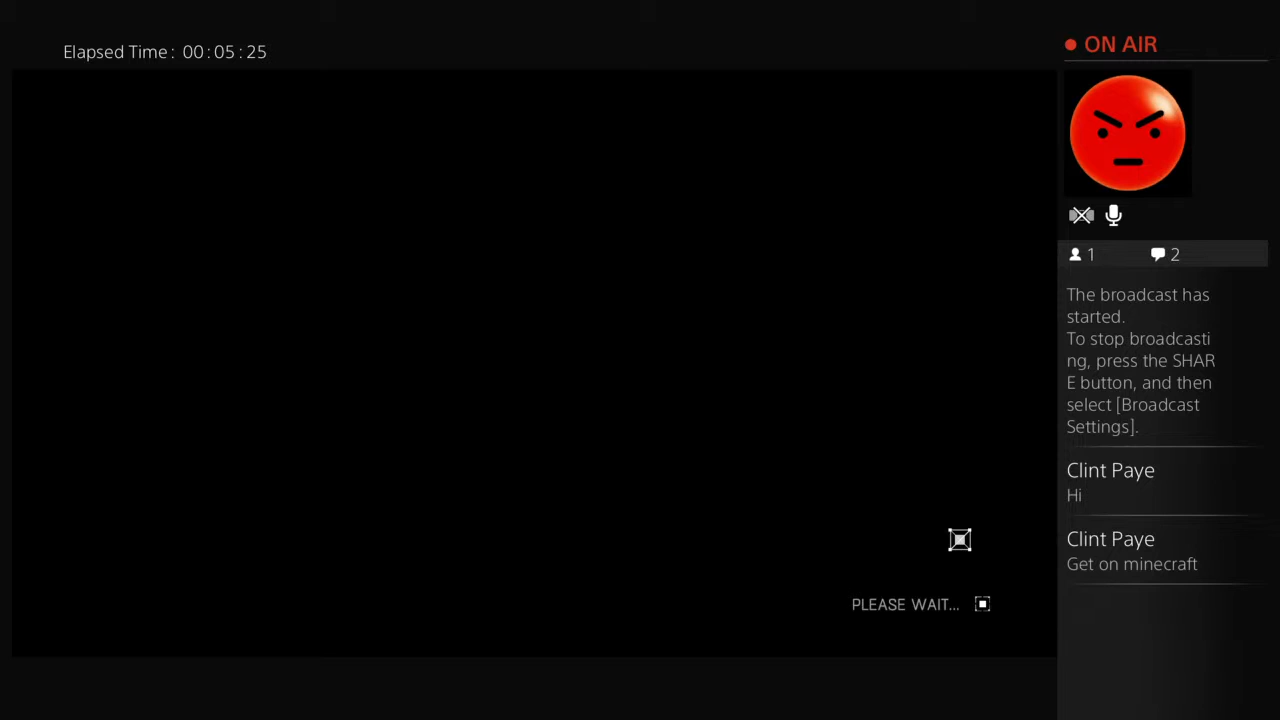 Elapsed Time: 00:05:25
ON AIR
1 2
The broadcast has
started.
To stop broadcasti
ng, press the SHAR
E button, and then
select [Broadcast
Settings].
Clint Paye
Hi
Clint Paye
Get on minecraft
PLEASE WAIT...